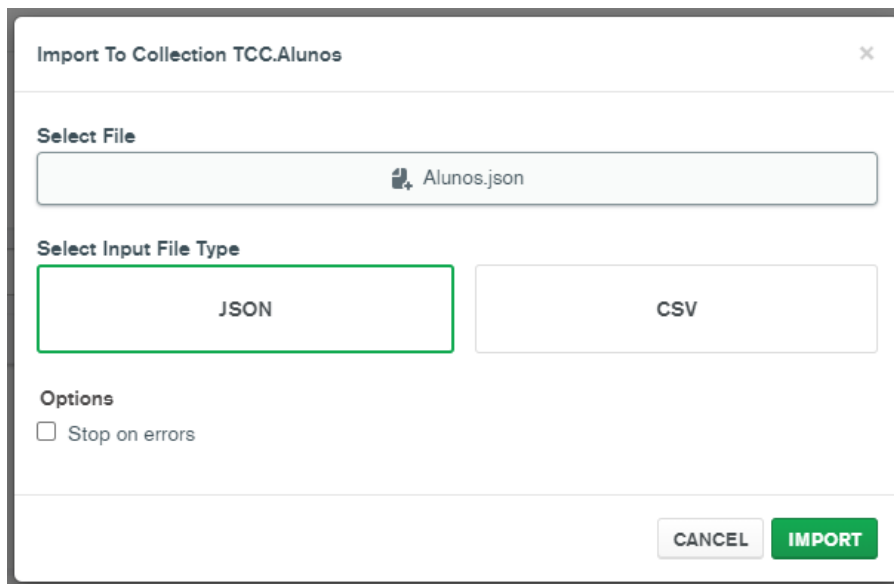 Import To Collection TCC.Alunos
Select File
Alunos.json
Select Input File Type
JSON CSV
Options
Stop on errors
CANCEL IMPORT